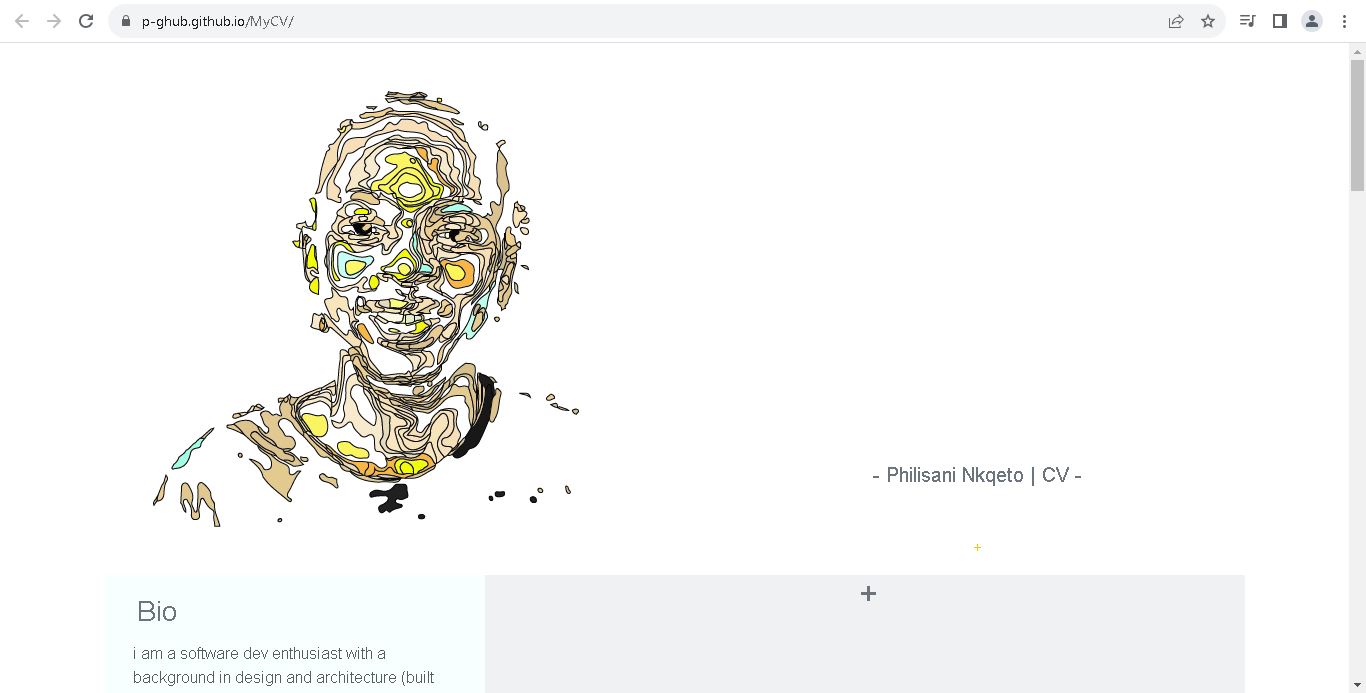 p-ghub.github.io/MyCV/
- Philisani Nkqeto | CV -
+
+
Bio
i am a software dev enthusiast with a
background in design and architecture (built